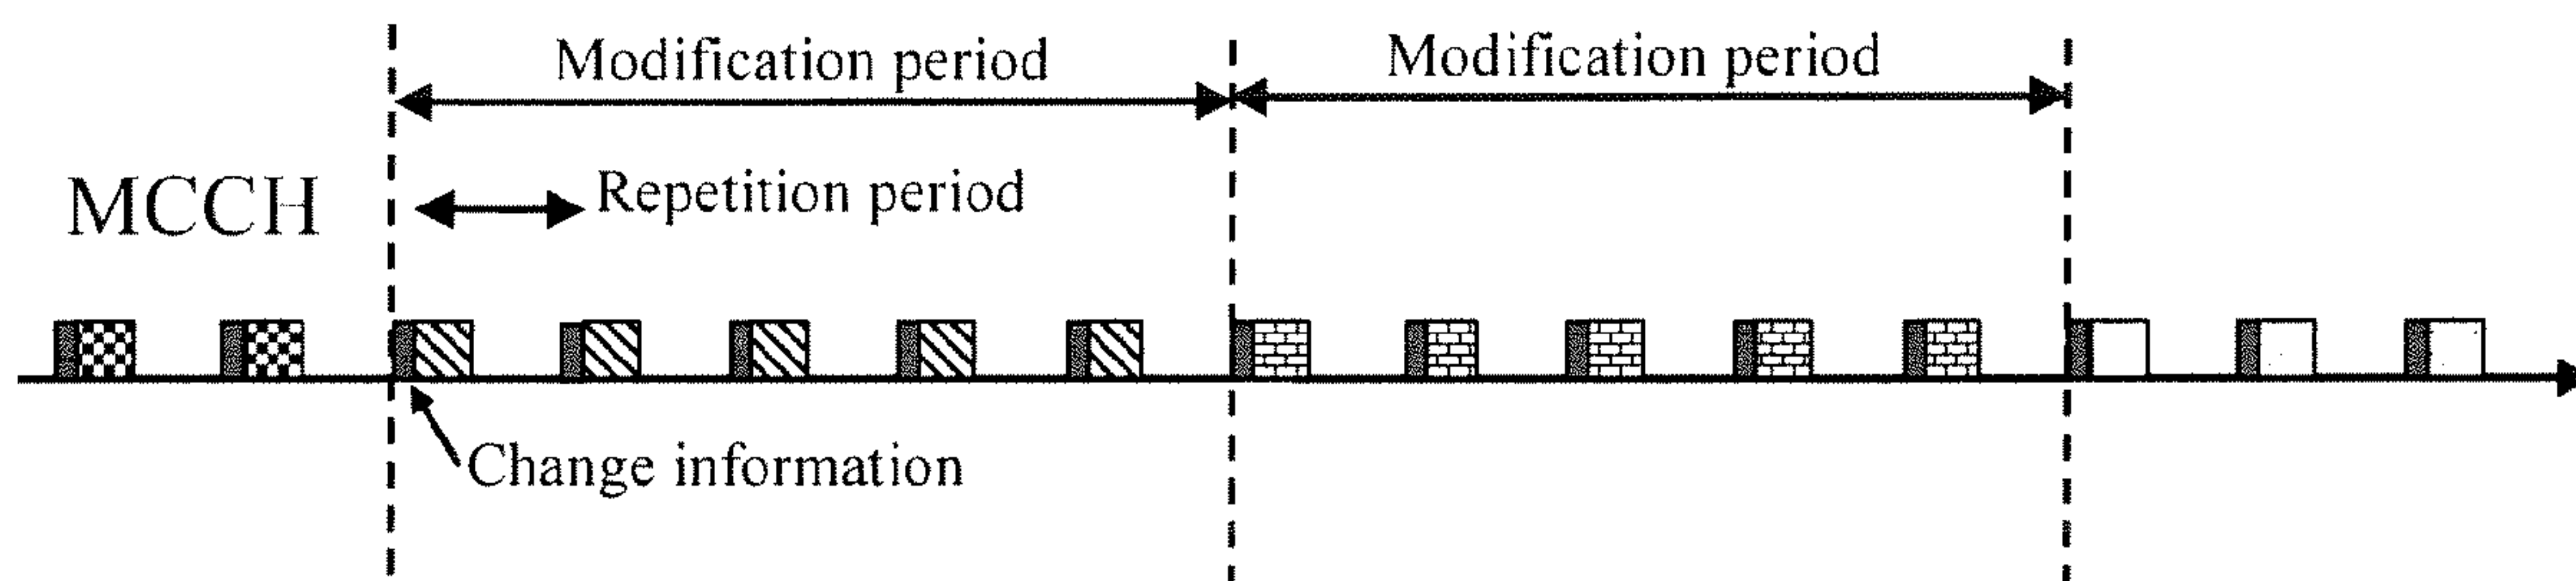 Modification period
Modification period
MCCH
Repetition period
Change information